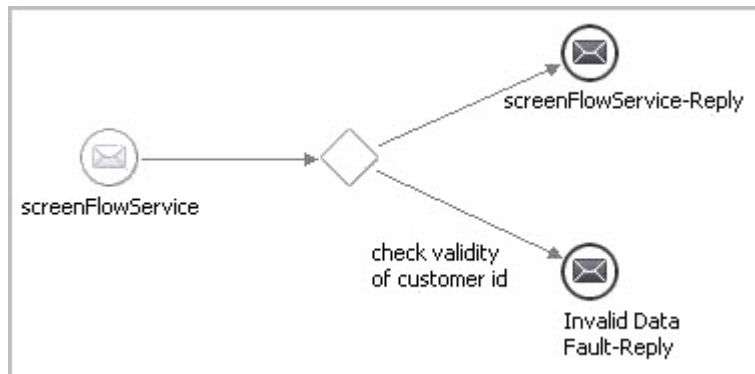 screenFlowService-Reply
screenFlowService
check validity
of customer id
Invalid Data
Fault-Reply